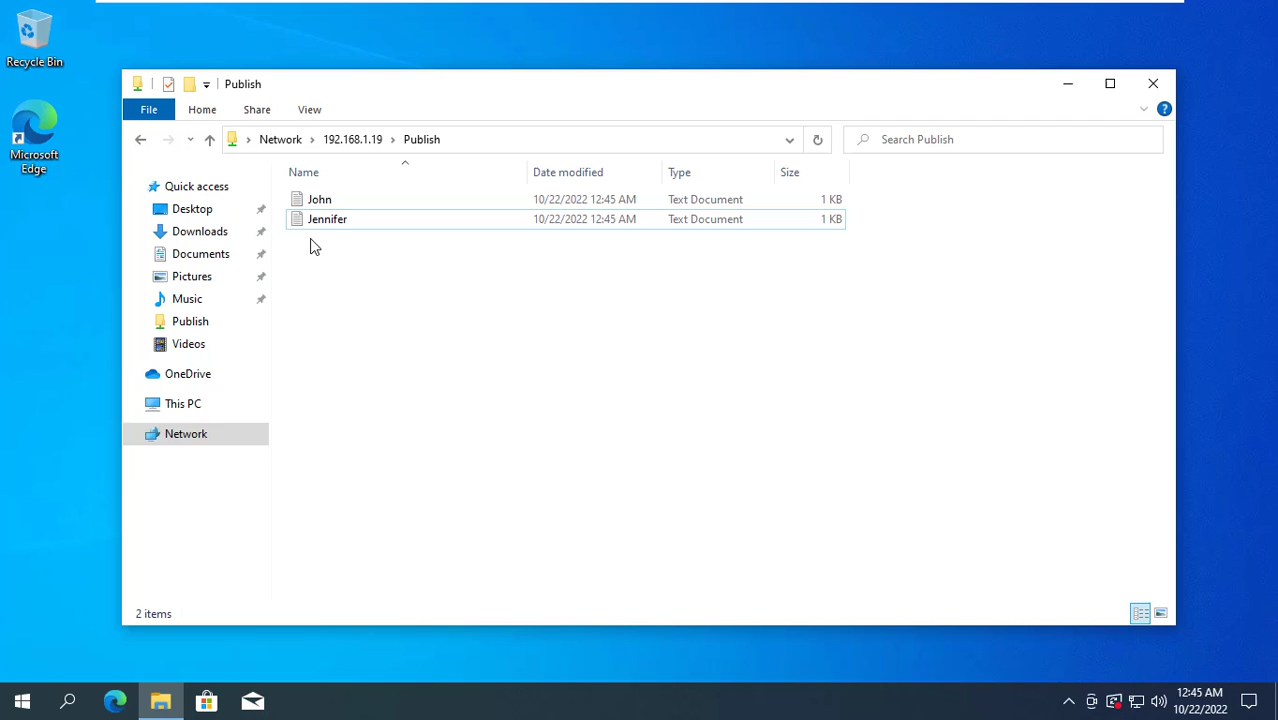 Recycle Bin
Microsoft
Edge
Publish
File Home Share View
Network 192.168.1.19 Publish
Search Publish
Name Date modified Type Size
John 10/22/2022 12:45 AM Text Document 1 KB
Jennifer 10/22/2022 12:45 AM Text Document 1 KB
Quick access
Desktop
Downloads
Documents
Pictures
Music
Publish
Videos
OneDrive
This PC
Network
2 items
12:45 AM
10/22/2022